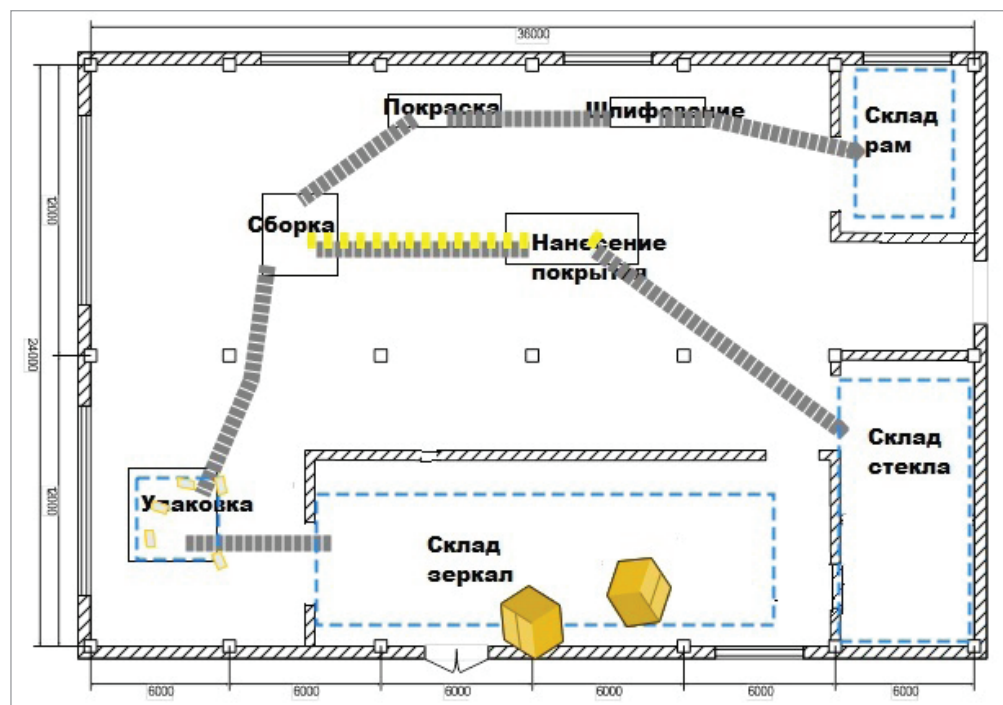 36000
Покраска
Шлифование
Склад
рам
12000
Сборка
Нанесение
покрытия
24000
Склад
стекла
12000
Упаковка
Склад
зеркал
6000
6000
6000
6000
6000
6000